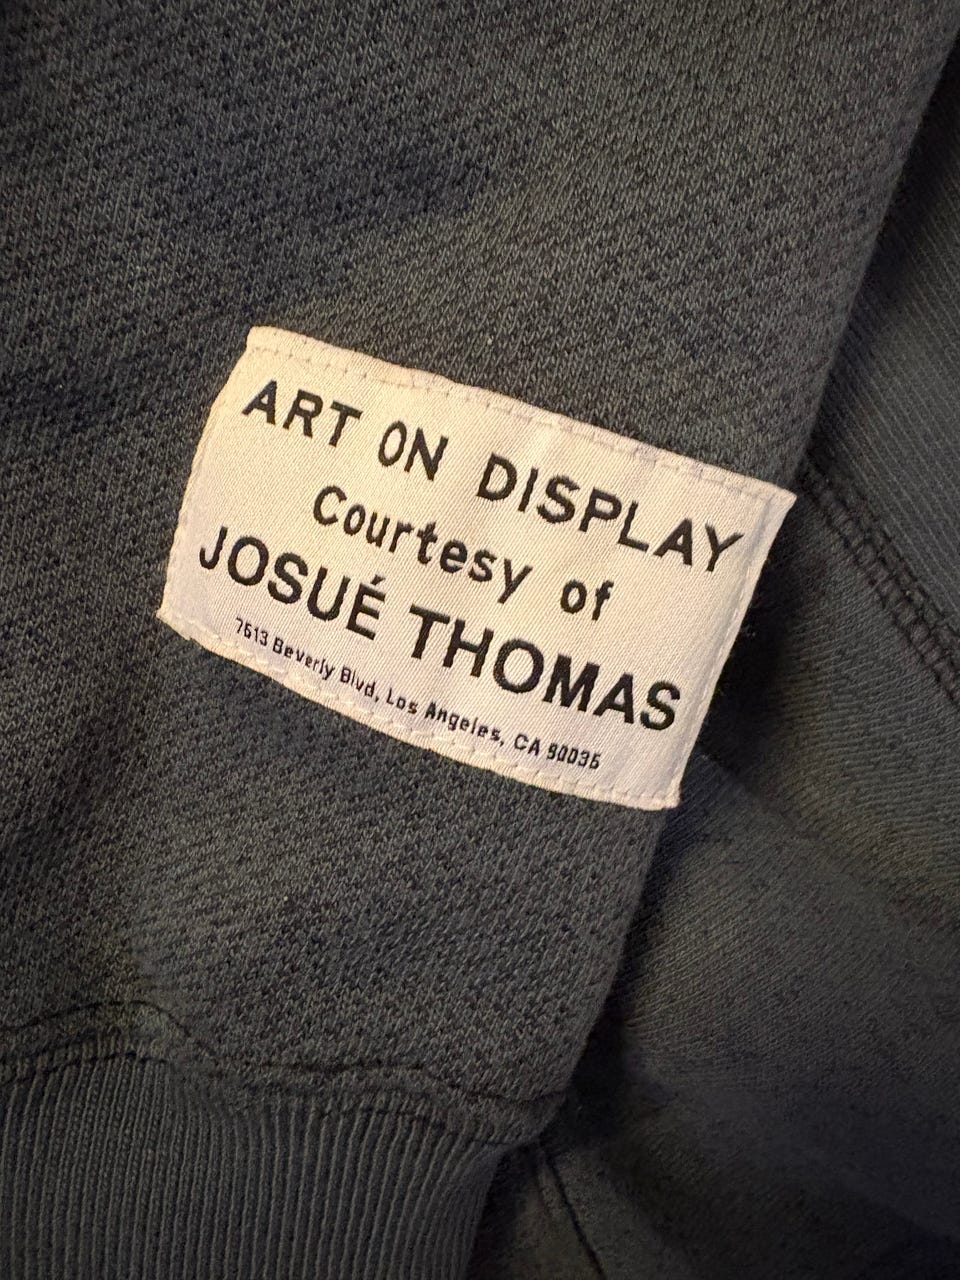 ART ON DISPLAY
Courtesy of
JOSUÉ THOMAS
7613 Beverly Blvd, Los Angeles, CA 90036